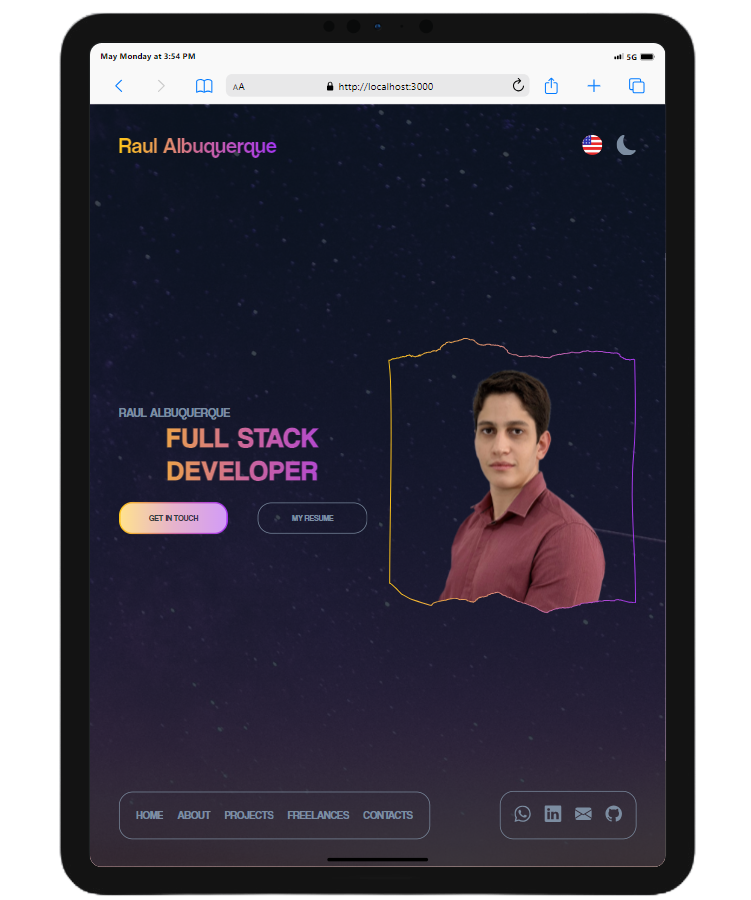 May Monday at 3:54 PM
5G
AA
http://localhost:3000
Raul Albuquerque
RAUL ALBUQUERQUE
FULL STACK
DEVELOPER
GET IN TOUCH
MY RESUME
HOME ABOUT PROJECTS FREELANCES CONTACTS
in